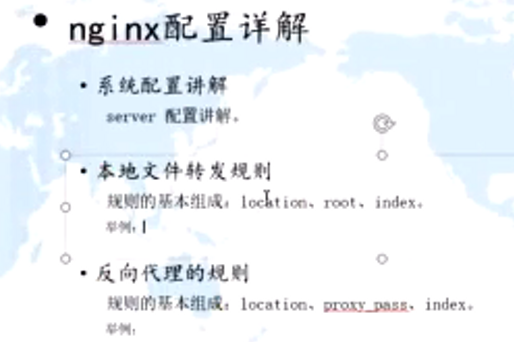 • nginx配置详解
• 系统配置讲解
server 配置讲解。
• 本地文件转发规则
规则的基本组成：location、root、index。
举例：
• 反向代理的规则
规则的基本组成：location、proxy_pass、index。
举例：